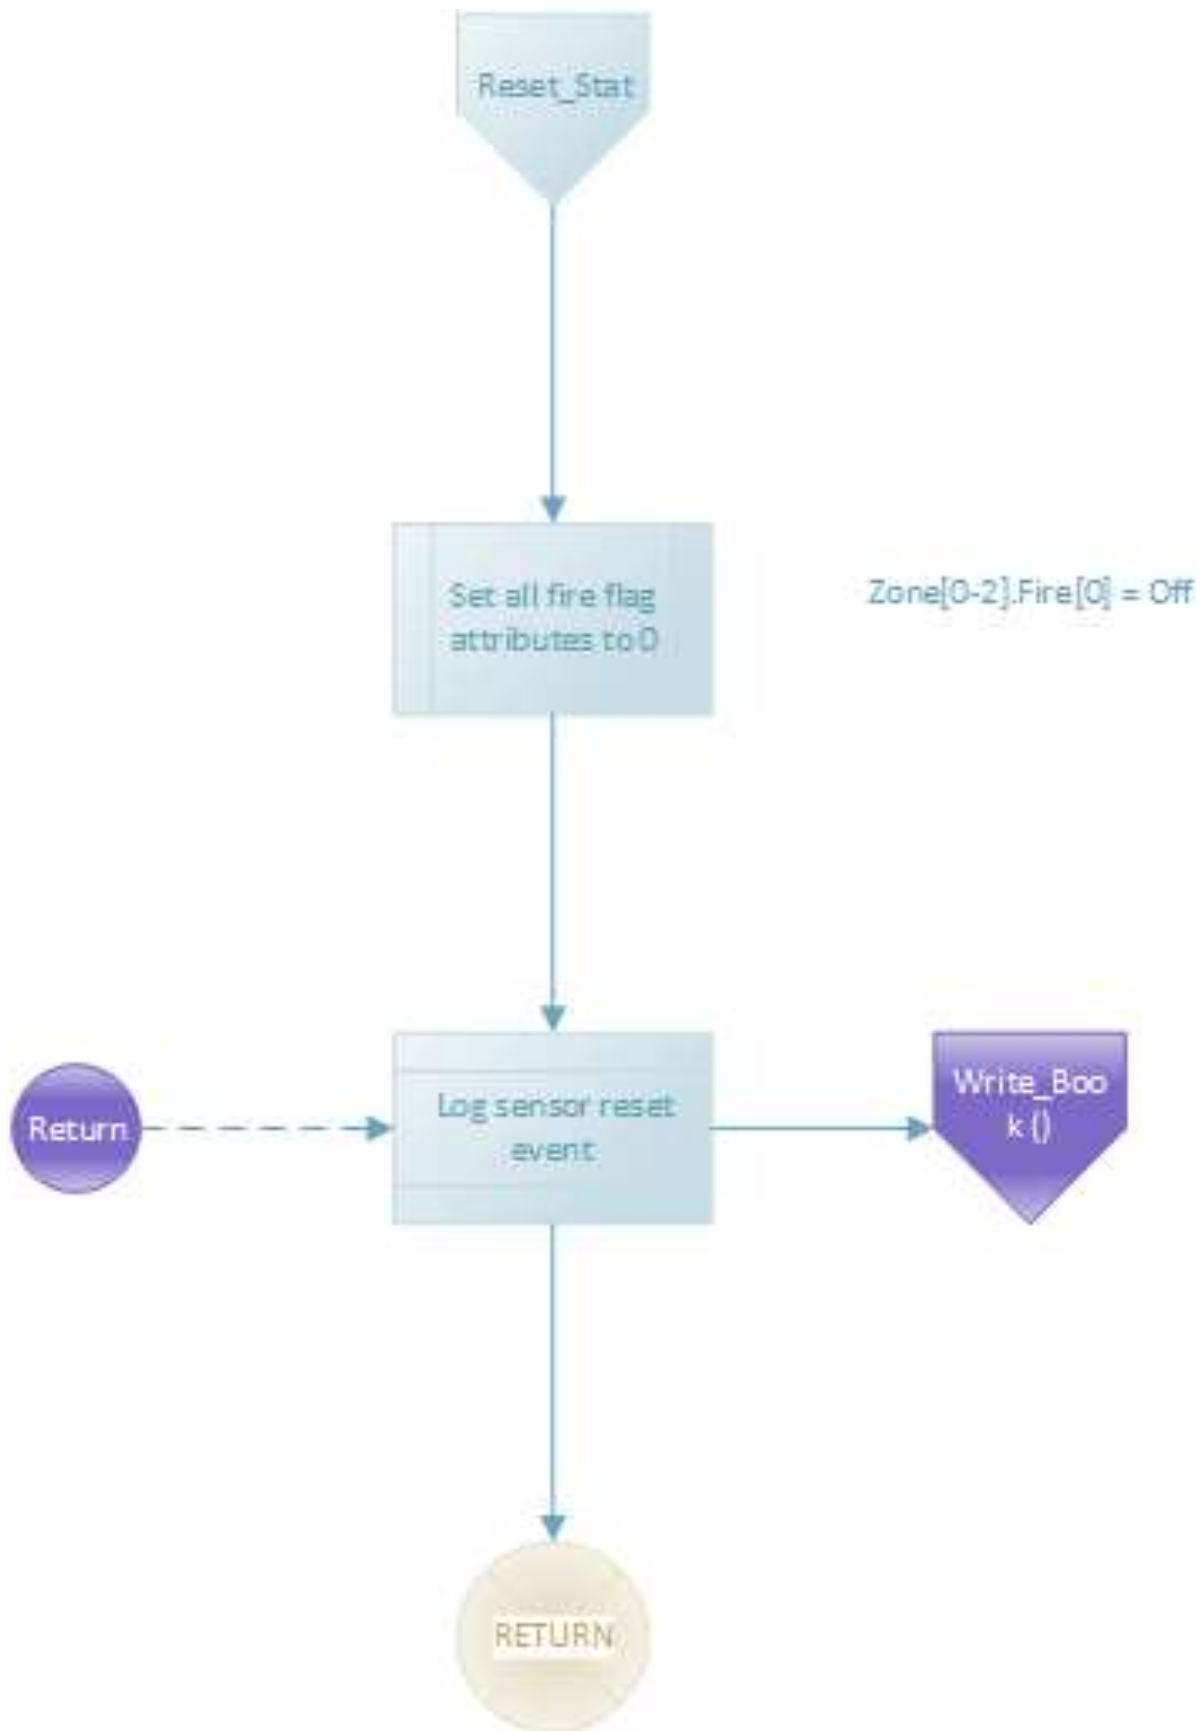 Reset_Stat
Set all fire flag
attributes to 0
Zone[0-2].Fire[0] = Off
Return
Log sensor reset
event
Write_Boo
k ()
RETURN